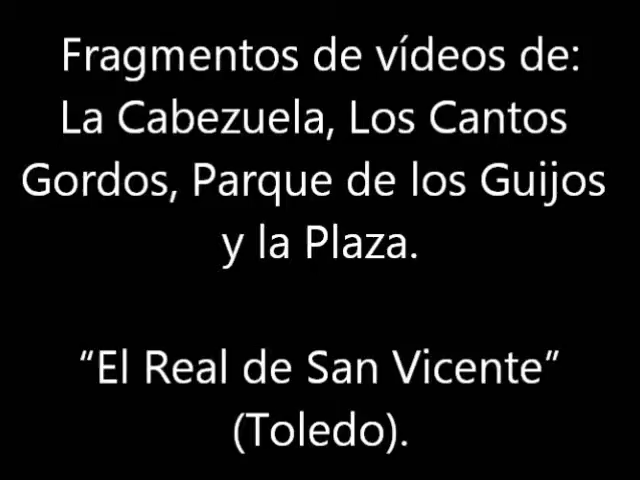 Fragmentos de vídeos de:
La Cabezuela, Los Cantos
Gordos, Parque de los Guijos
y la Plaza.
“El Real de San Vicente”
(Toledo).